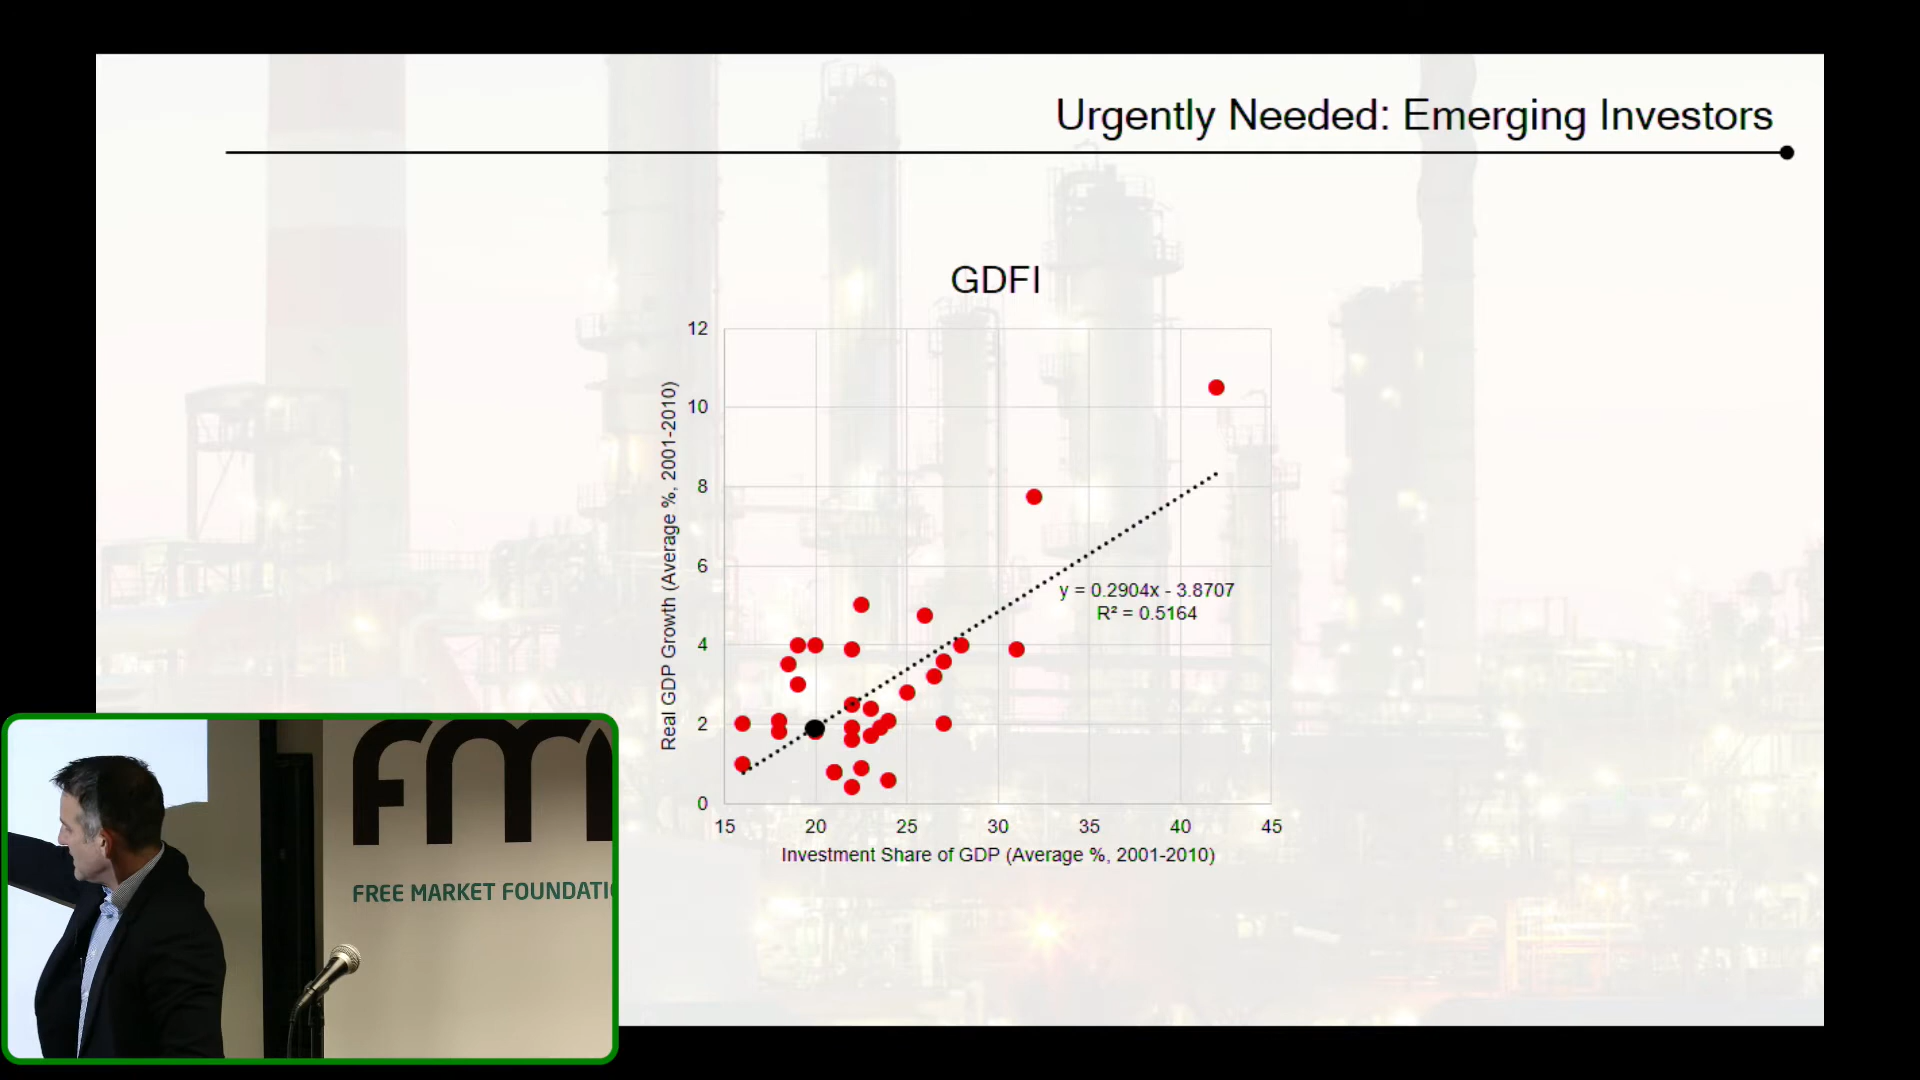 Urgently Needed: Emerging Investors
GDFI
12
10
8
6
4
2
0
Real GDP Growth (Average %, 2001-2010)
y = 0.2904x - 3.8707
R² = 0.5164
15 20 25 30 35 40 45
Investment Share of GDP (Average %, 2001-2010)
fm
FREE MARKET FOUNDATI